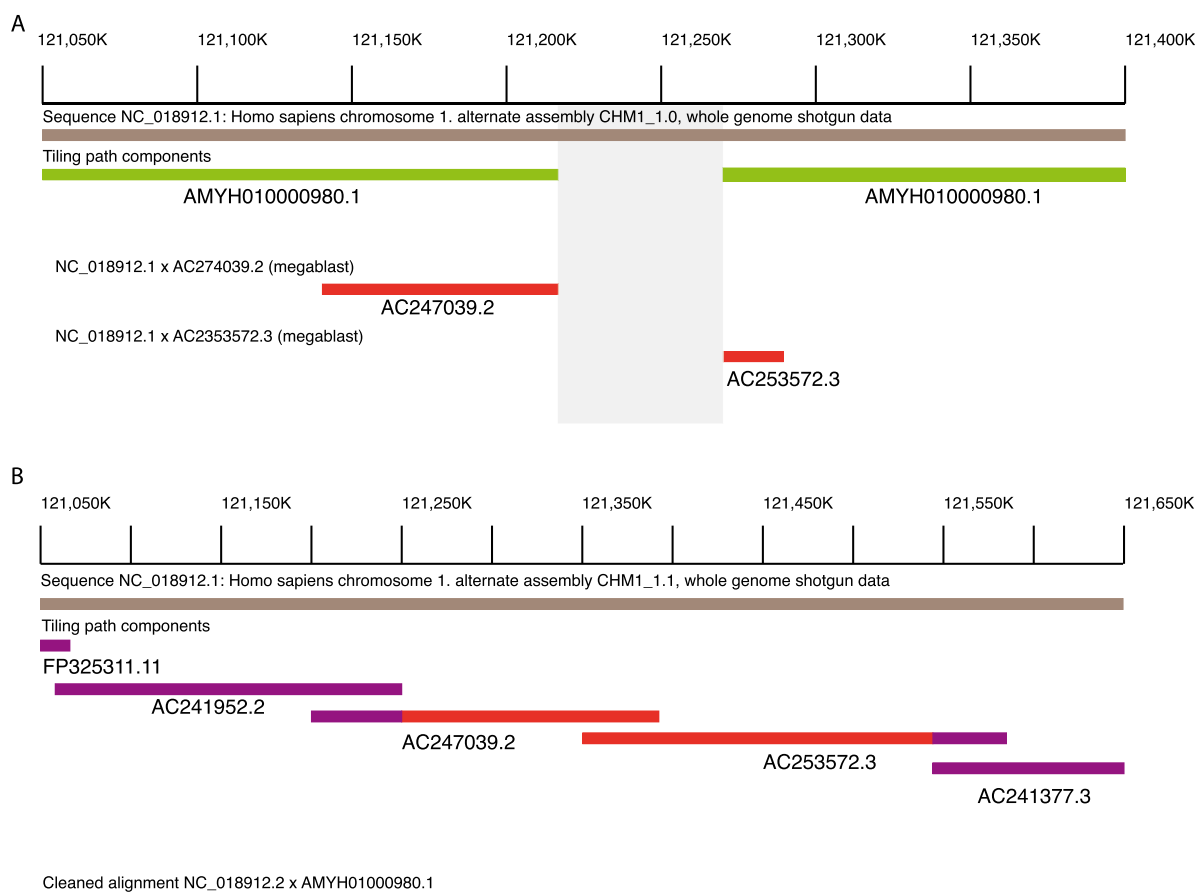 A
121,050K 121,100K 121,150K 121,200K 121,250K 121,300K 121,350K 121,400K
Sequence NC_018912.1: Homo sapiens chromosome 1. alternate assembly CHM1_1.0, whole genome shotgun data
Tiling path components
AMYH010000980.1 AMYH010000980.1
NC_018912.1 x AC274039.2 (megablast)
AC247039.2
NC_018912.1 x AC2353572.3 (megablast)
AC253572.3
B
121,050K 121,150K 121,250K 121,350K 121,450K 121,550K 121,650K
Sequence NC_018912.1: Homo sapiens chromosome 1. alternate assembly CHM1_1.1, whole genome shotgun data
Tiling path components
FP325311.11
AC241952.2
AC247039.2
AC253572.3
AC241377.3
Cleaned alignment NC_018912.2 x AMYH01000980.1